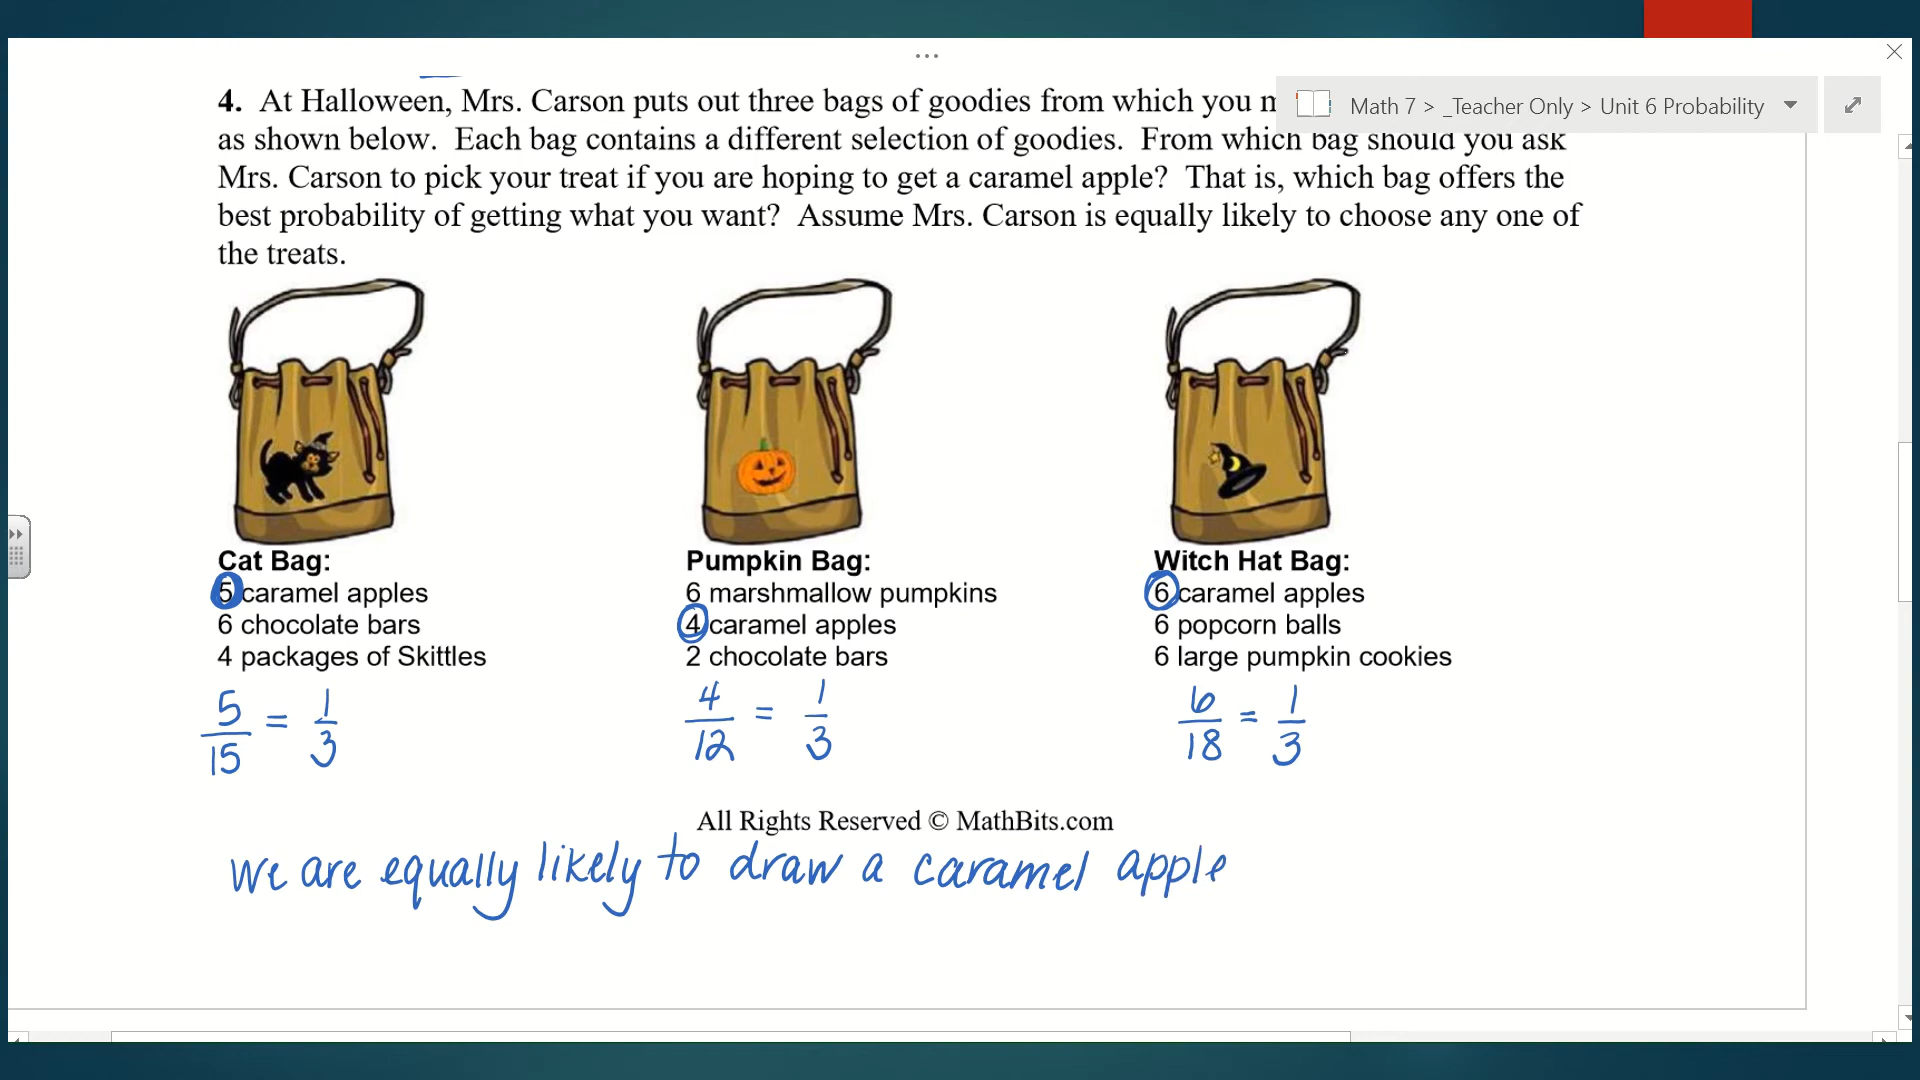 4. At Halloween, Mrs. Carson puts out three bags of goodies from which you
Math 7 > _Teacher Only > Unit 6 Probability
as shown below. Each bag contains a different selection of goodies. From which bag should you ask
Mrs. Carson to pick your treat if you are hoping to get a caramel apple? That is, which bag offers the
best probability of getting what you want? Assume Mrs. Carson is equally likely to choose any one of
the treats.
Cat Bag:
5 caramel apples
6 chocolate bars
4 packages of Skittles
5/15 = 1/3
Pumpkin Bag:
6 marshmallow pumpkins
4 caramel apples
2 chocolate bars
4/12 = 1/3
Witch Hat Bag:
6 caramel apples
6 popcorn balls
6 large pumpkin cookies
6/18 = 1/3
All Rights Reserved © MathBits.com
We are equally likely to draw a caramel apple